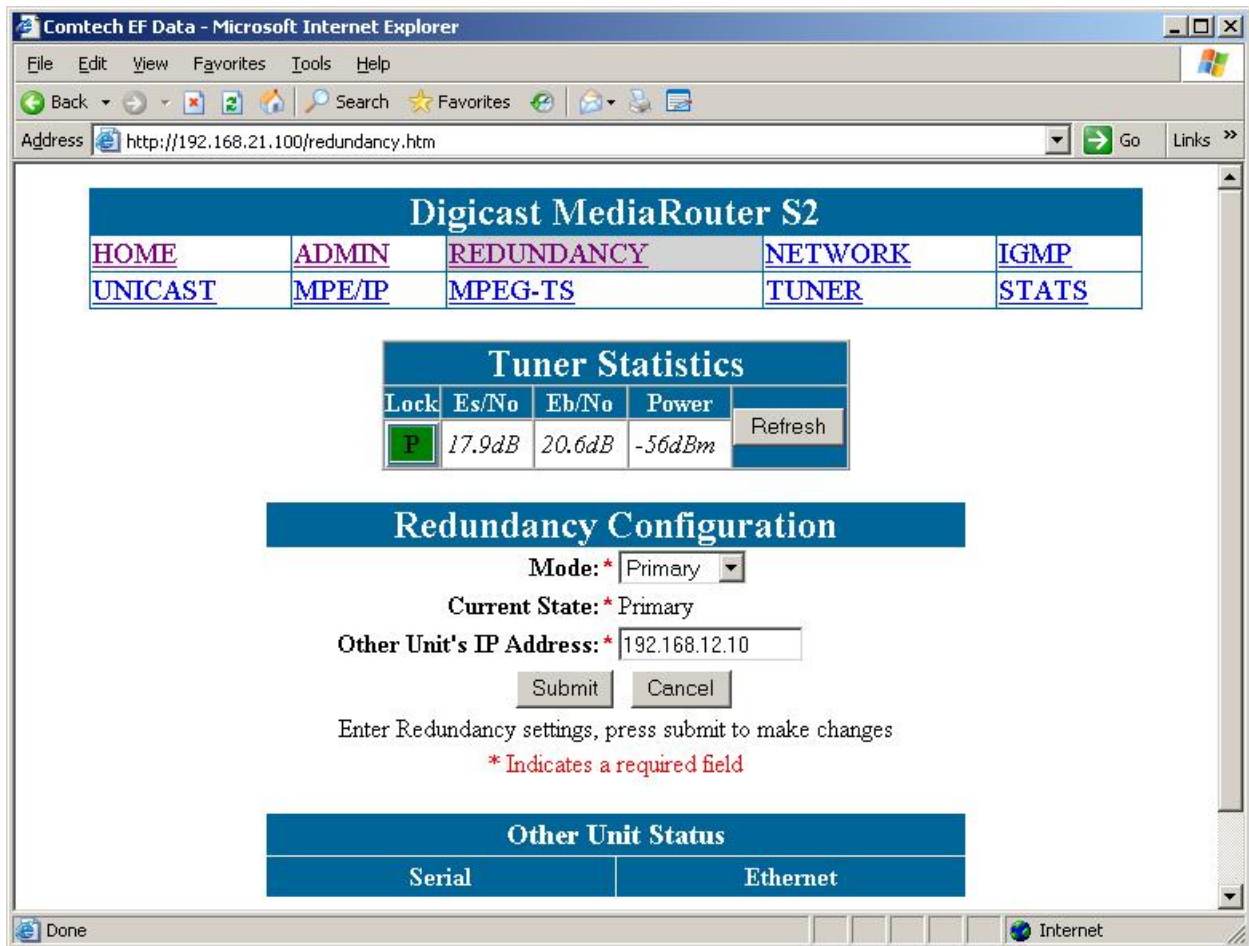 Comtech EF Data - Microsoft Internet Explorer
File Edit View Favorites Tools Help
Back Search Favorites
Address http://192.168.21.100/redundancy.htm Go Links »
Digicast MediaRouter S2
HOME ADMIN REDUNDANCY NETWORK IGMP
UNICAST MPE/IP MPEG-TS TUNER STATS
Tuner Statistics
Lock Es/No Eb/No Power
P 17.9dB 20.6dB -56dBm Refresh
Redundancy Configuration
Mode:* Primary
Current State:* Primary
Other Unit's IP Address:* 192.168.12.10
Submit Cancel
Enter Redundancy settings, press submit to make changes
* Indicates a required field
Other Unit Status
Serial Ethernet
Done Internet